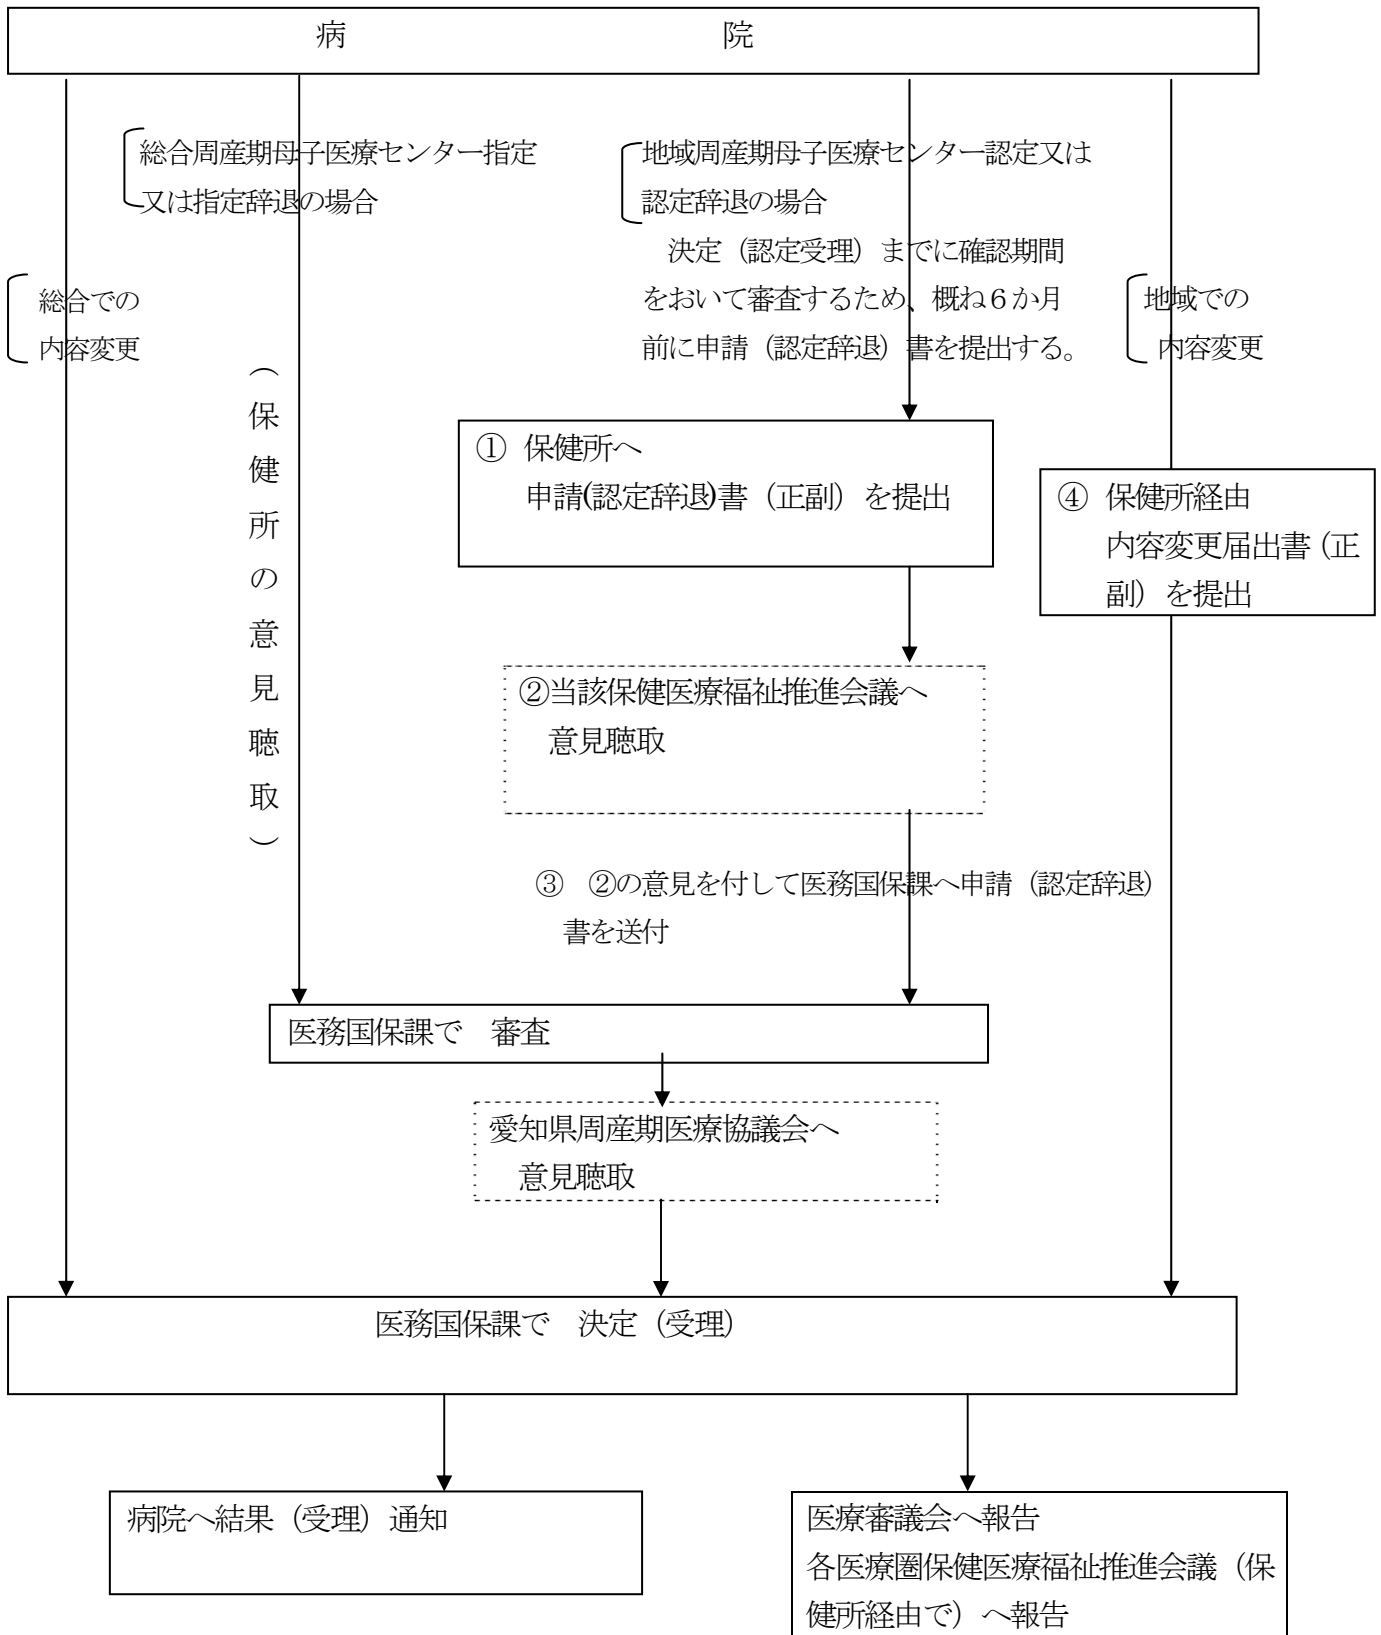 病　院
総合周産期母子医療センター指定
又は指定辞退の場合
地域周産期母子医療センター認定又は
認定辞退の場合
決定（認定受理）までに確認期間
をおいて審査するため、概ね６か月
前に申請（認定辞退）書を提出する。
総合での
内容変更
地域での
内容変更
（保健所の意見聴取）
① 保健所へ
申請(認定辞退)書（正副）を提出
④ 保健所経由
内容変更届出書（正
副）を提出
②当該保健医療福祉推進会議へ
意見聴取
③　②の意見を付して医務国保課へ申請（認定辞退）
書を送付
医務国保課で　審査
愛知県周産期医療協議会へ
意見聴取
医務国保課で　決定（受理）
病院へ結果（受理）通知
医療審議会へ報告
各医療圏保健医療福祉推進会議（保
健所経由で）へ報告